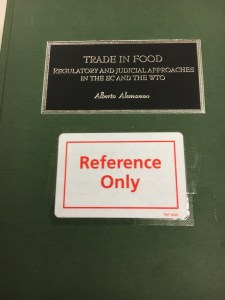 TRADE IN FOOD
REGULATORY AND JUDICIAL APPROACHES
IN THE EC AND THE WTO
Alberto Alemanno
Reference
Only